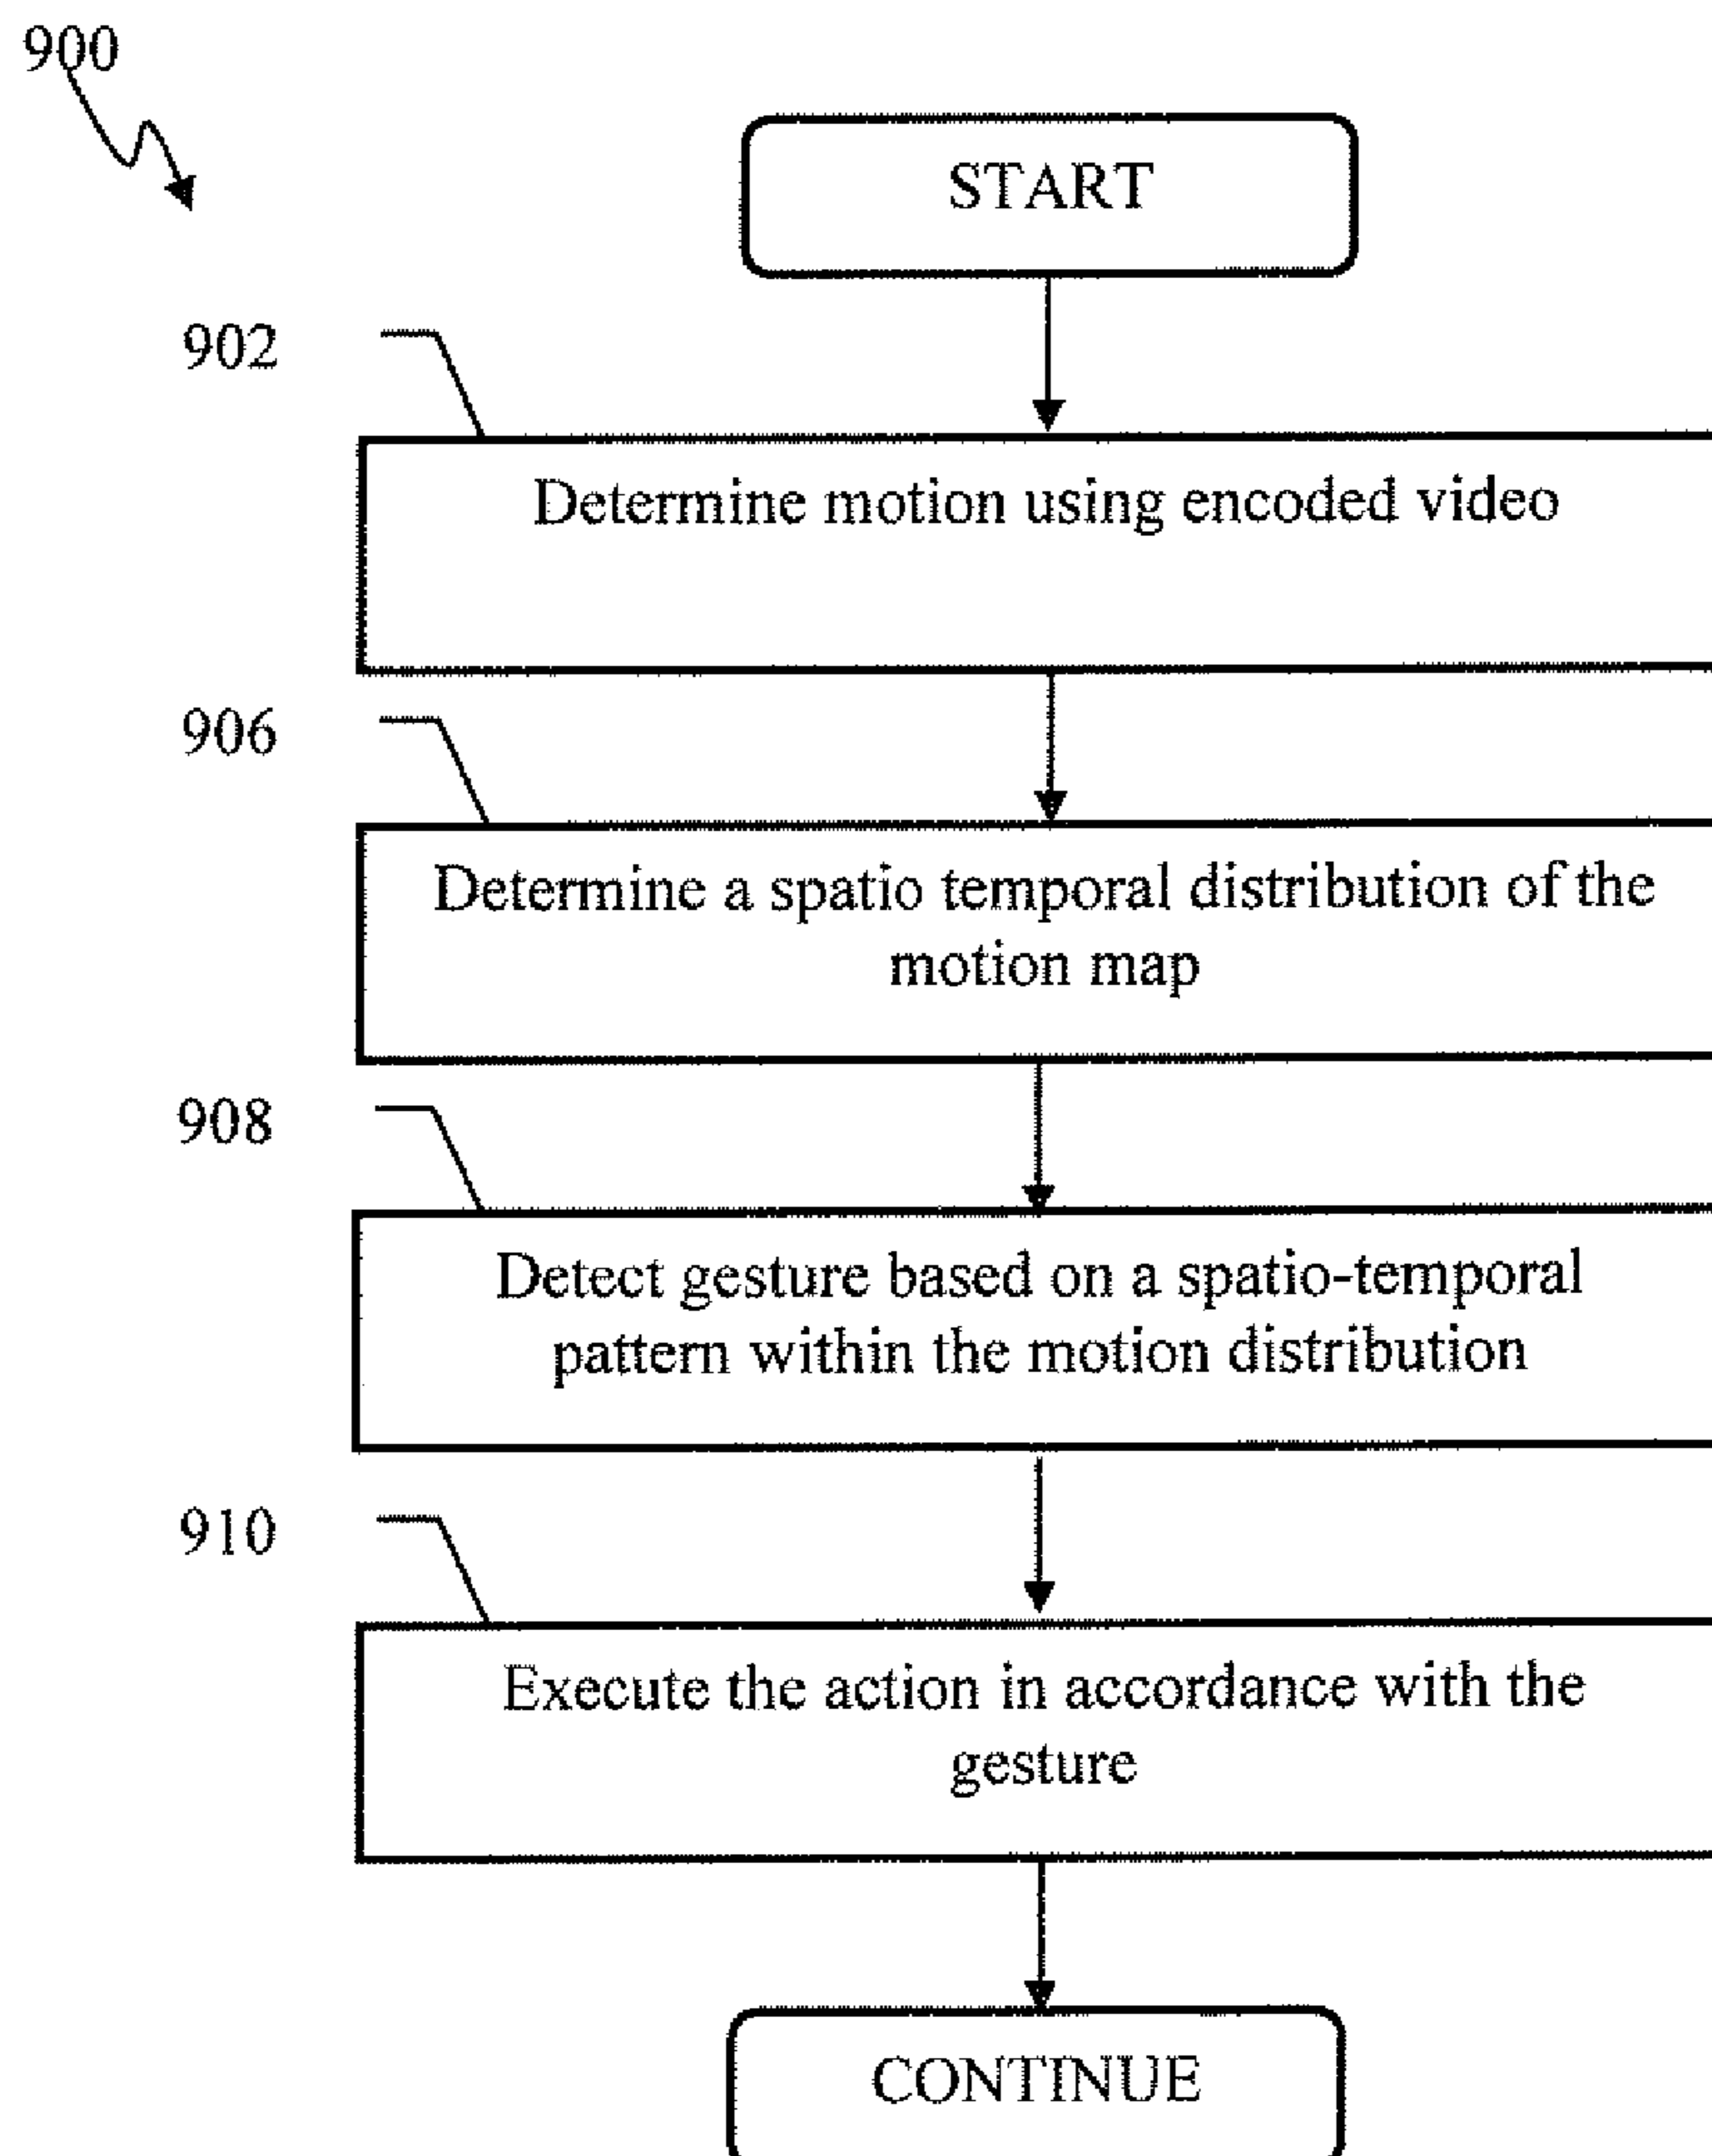 900
START
902
Determine motion using encoded video
906
Determine a spatio temporal distribution of the
motion map
908
Detect gesture based on a spatio-temporal
pattern within the motion distribution
910
Execute the action in accordance with the
gesture
CONTINUE